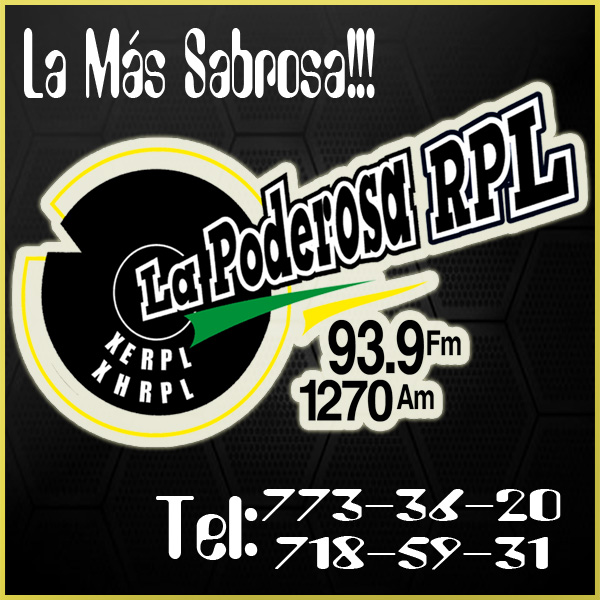 La Más Sabrosa!!!
La Poderosa RPL
XERPL
XHRPL
93.9 Fm
1270 Am
Tel: 773-36-20
718-59-31